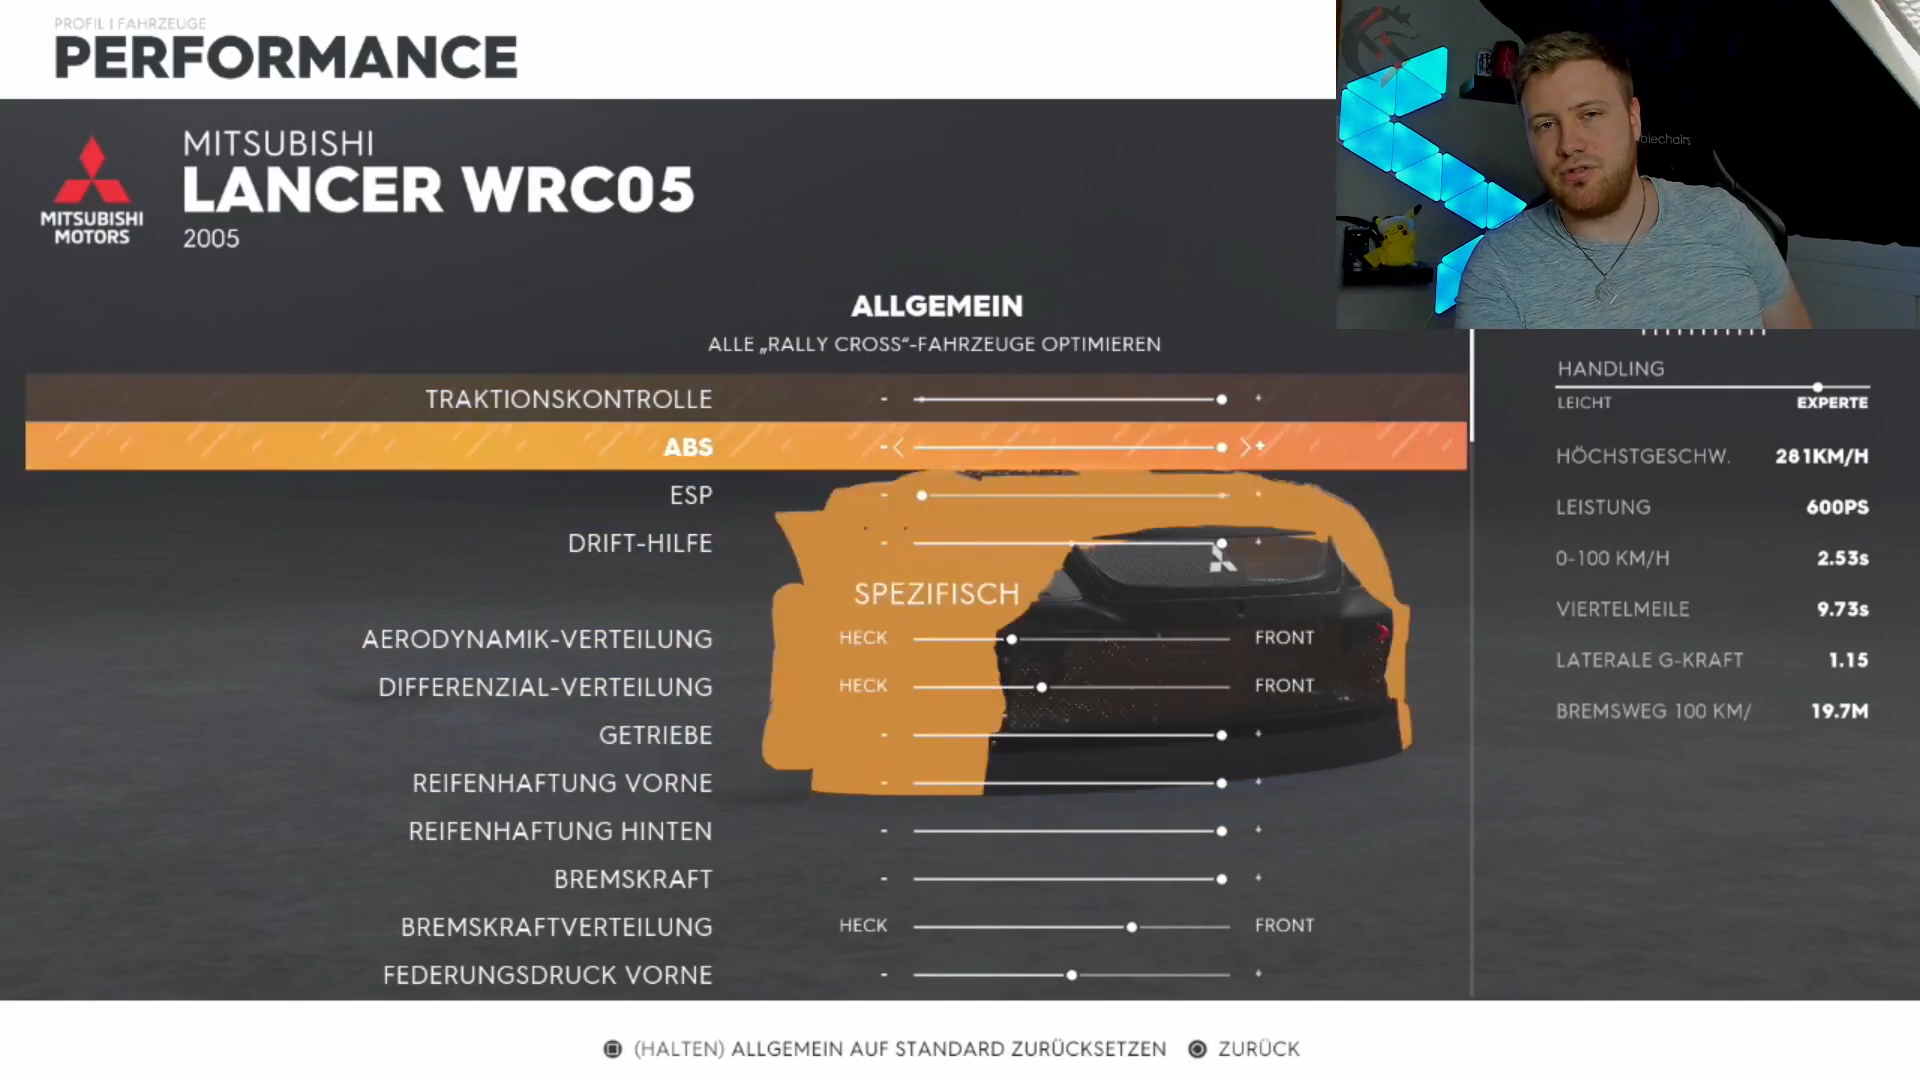 PROFIL | FAHRZEUGE
PERFORMANCE
MITSUBISHI
LANCER WRC05
2005
MITSUBISHI
MOTORS
ALLGEMEIN
ALLE „RALLY CROSS“-FAHRZEUGE OPTIMIEREN
TRAKTIONSKONTROLLE - +
ABS -< >+
ESP - +
DRIFT-HILFE - +
SPEZIFISCH
AERODYNAMIK-VERTEILUNG HECK FRONT
DIFFERENZIAL-VERTEILUNG HECK FRONT
GETRIEBE - +
REIFENHAFTUNG VORNE - +
REIFENHAFTUNG HINTEN - +
BREMSKRAFT - +
BREMSKRAFTVERTEILUNG HECK FRONT
FEDERUNGSDRUCK VORNE - +
HANDLING
LEICHT EXPERTE
HÖCHSTGESCHW. 281KM/H
LEISTUNG 600PS
0-100 KM/H 2.53s
VIERTELMEILE 9.73s
LATERALE G-KRAFT 1.15
BREMSWEG 100 KM/ 19.7M
(HALTEN) ALLGEMEIN AUF STANDARD ZURÜCKSETZEN ZURÜCK